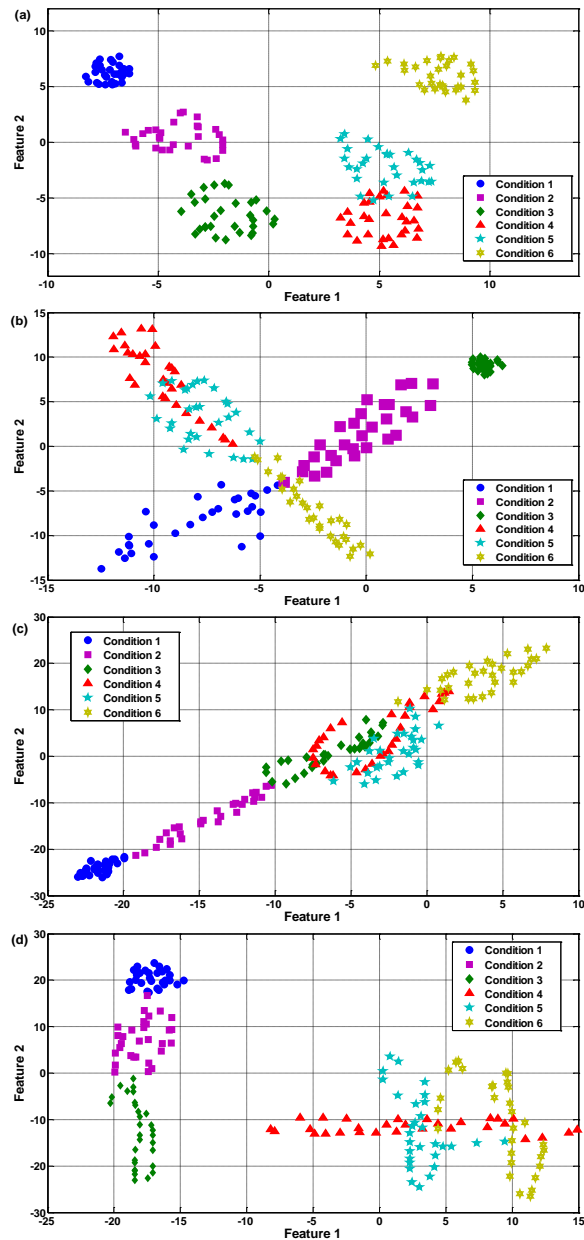 (a)
10
5
0
-5
-10
Feature 2
-10
-5
0
5
10
Feature 1
Condition 1
Condition 2
Condition 3
Condition 4
Condition 5
Condition 6
(b)
15
10
5
0
-5
-10
15
Feature 2
-15
-10
-5
0
5
10
Feature 1
Condition 1
Condition 2
Condition 3
Condition 4
Condition 5
Condition 6
(c)
30
20
10
0
-10
-20
-30
Feature 2
-25
-20
-15
-10
-5
0
5
10
Feature 1
Condition 1
Condition 2
Condition 3
Condition 4
Condition 5
Condition 6
(d)
30
20
10
0
-10
-20
-30
Feature 2
-25
-20
-15
-10
-5
0
5
10
15
Feature 1
Condition 1
Condition 2
Condition 3
Condition 4
Condition 5
Condition 6